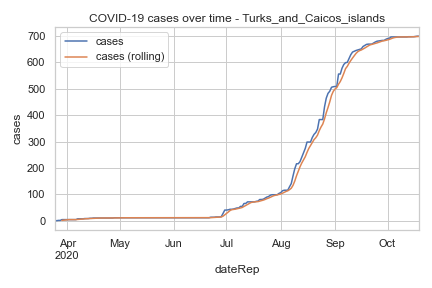 COVID-19 cases over time - Turks_and_Caicos_islands
cases
cases (rolling)
700
600
500
400
300
200
100
0
cases
Apr May Jun Jul Aug Sep Oct
2020
dateRep